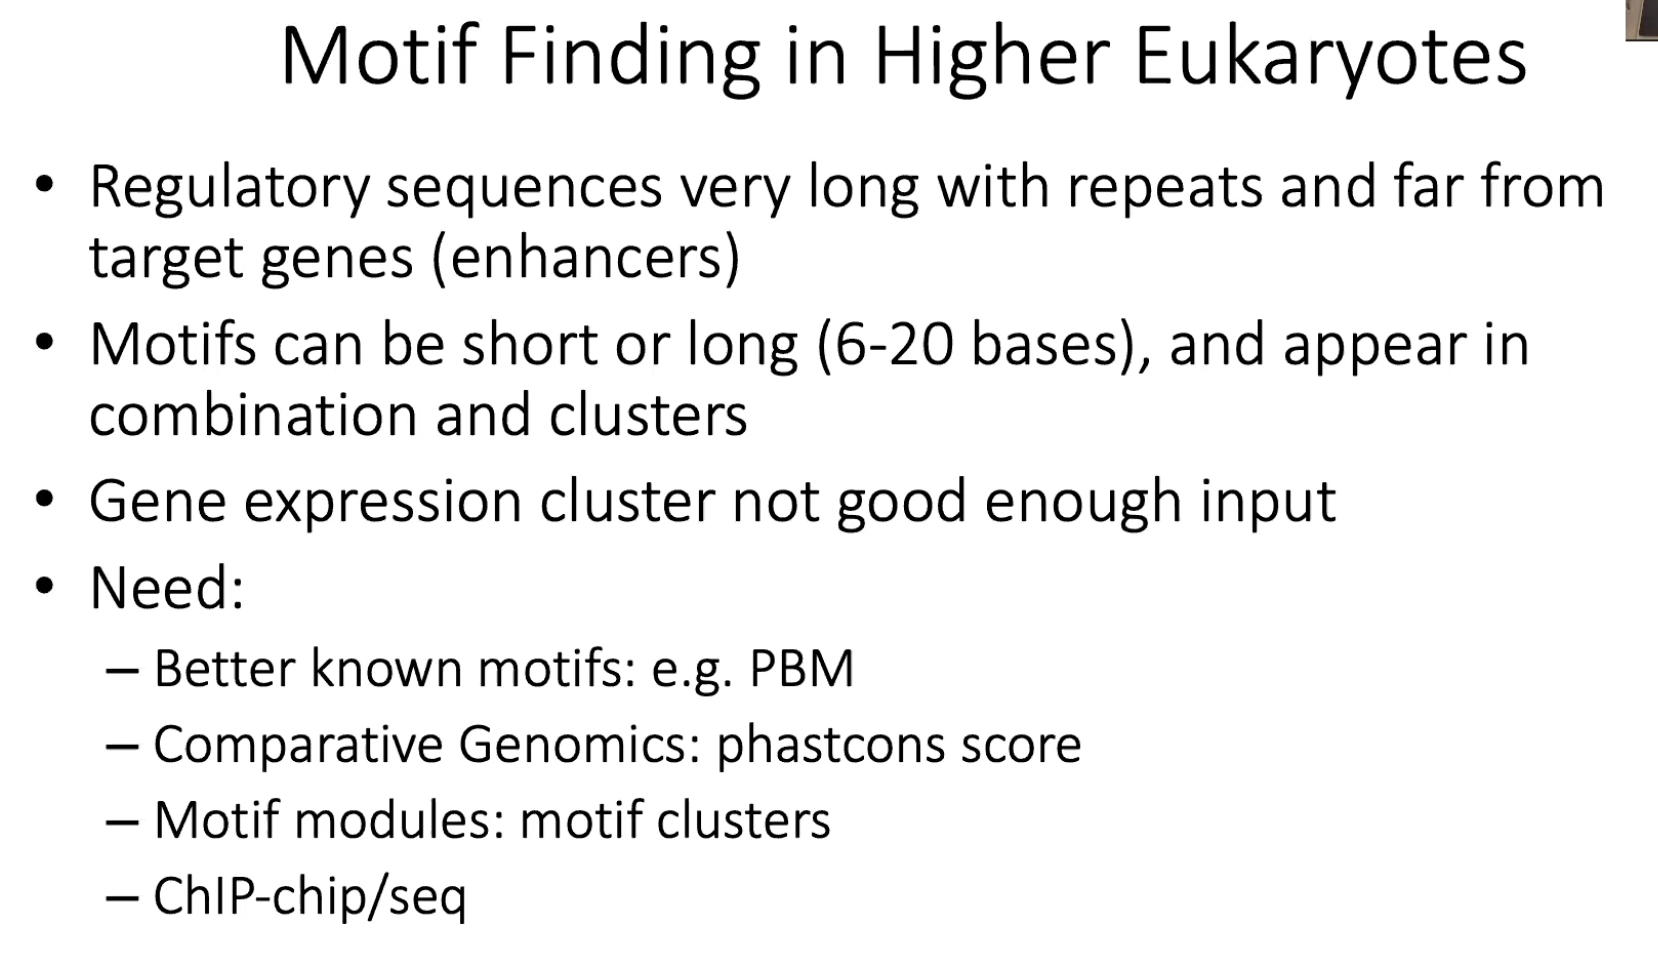 Motif Finding in Higher Eukaryotes
• Regulatory sequences very long with repeats and far from
target genes (enhancers)
• Motifs can be short or long (6-20 bases), and appear in
combination and clusters
• Gene expression cluster not good enough input
• Need:
– Better known motifs: e.g. PBM
– Comparative Genomics: phastcons score
– Motif modules: motif clusters
– ChIP-chip/seq